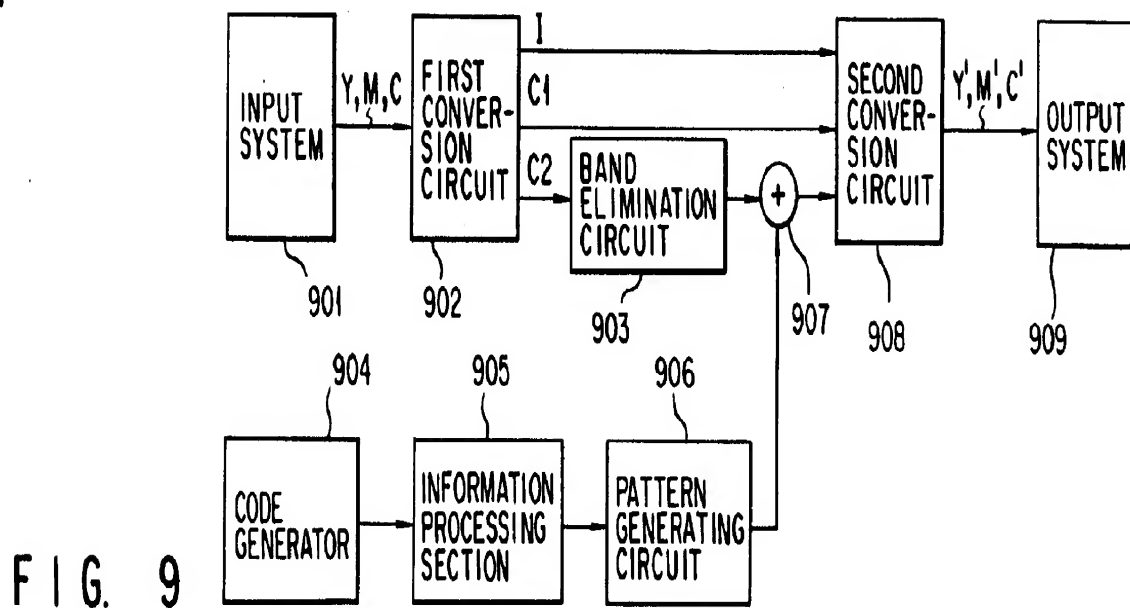 INPUT
SYSTEM
901
Y, M, C
FIRST
CONVER-
SION
CIRCUIT
902
I
C1
C2
BAND
ELIMINATION
CIRCUIT
903
+
907
SECOND
CONVER-
SION
CIRCUIT
908
Y', M', C'
OUTPUT
SYSTEM
909
904
CODE
GENERATOR
905
INFORMATION
PROCESSING
SECTION
906
PATTERN
GENERATING
CIRCUIT
FIG. 9